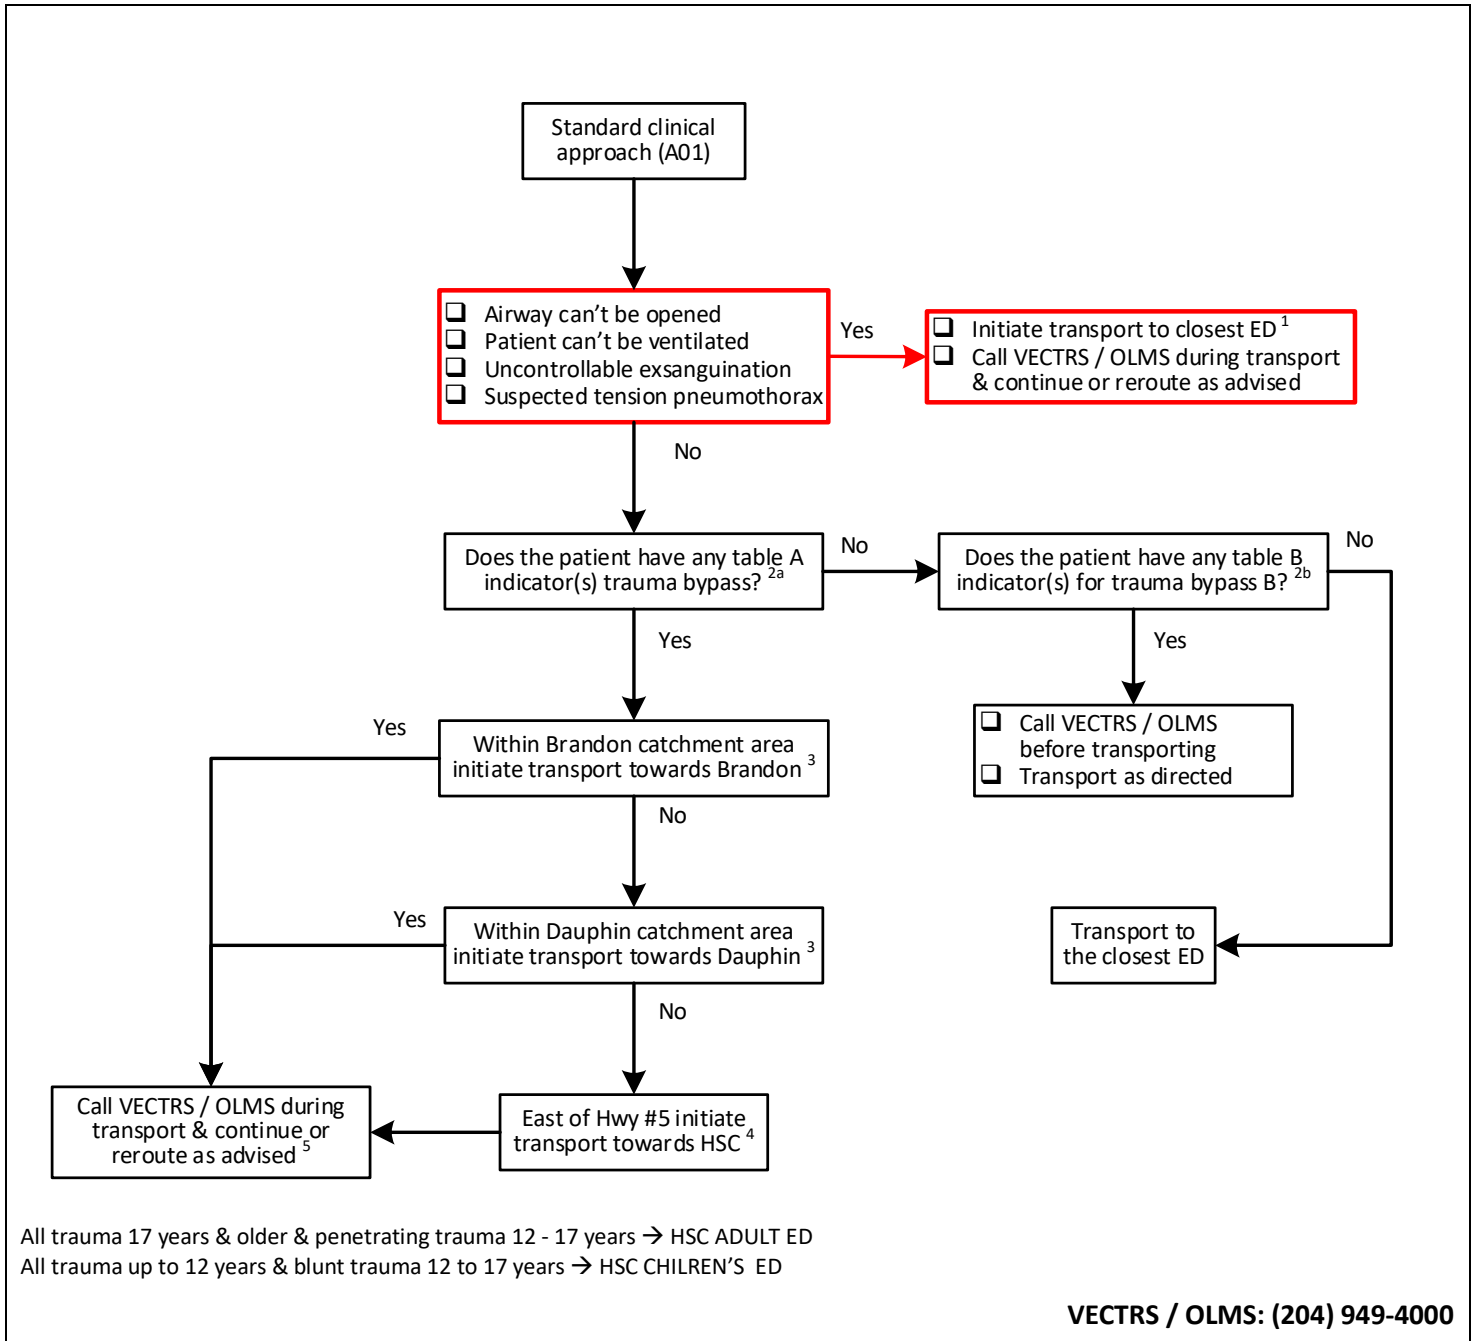 Standard clinical
approach (A01)
❑ Airway can’t be opened
❑ Patient can’t be ventilated
❑ Uncontrollable exsanguination
❑ Suspected tension pneumothorax
Yes
❑ Initiate transport to closest ED 1
❑ Call VECTRS / OLMS during transport
& continue or reroute as advised
No
Does the patient have any table A
indicator(s) trauma bypass? 2a
No
Does the patient have any table B
indicator(s) for trauma bypass B? 2b
No
Yes
Yes
❑ Call VECTRS / OLMS
before transporting
❑ Transport as directed
Yes
Within Brandon catchment area
initiate transport towards Brandon 3
No
Yes
Within Dauphin catchment area
initiate transport towards Dauphin 3
Transport to
the closest ED
No
Call VECTRS / OLMS during
transport & continue or
reroute as advised 5
East of Hwy #5 initiate
transport towards HSC 4
All trauma 17 years & older & penetrating trauma 12 - 17 years → HSC ADULT ED
All trauma up to 12 years & blunt trauma 12 to 17 years → HSC CHILREN’S ED
VECTRS / OLMS: (204) 949-4000